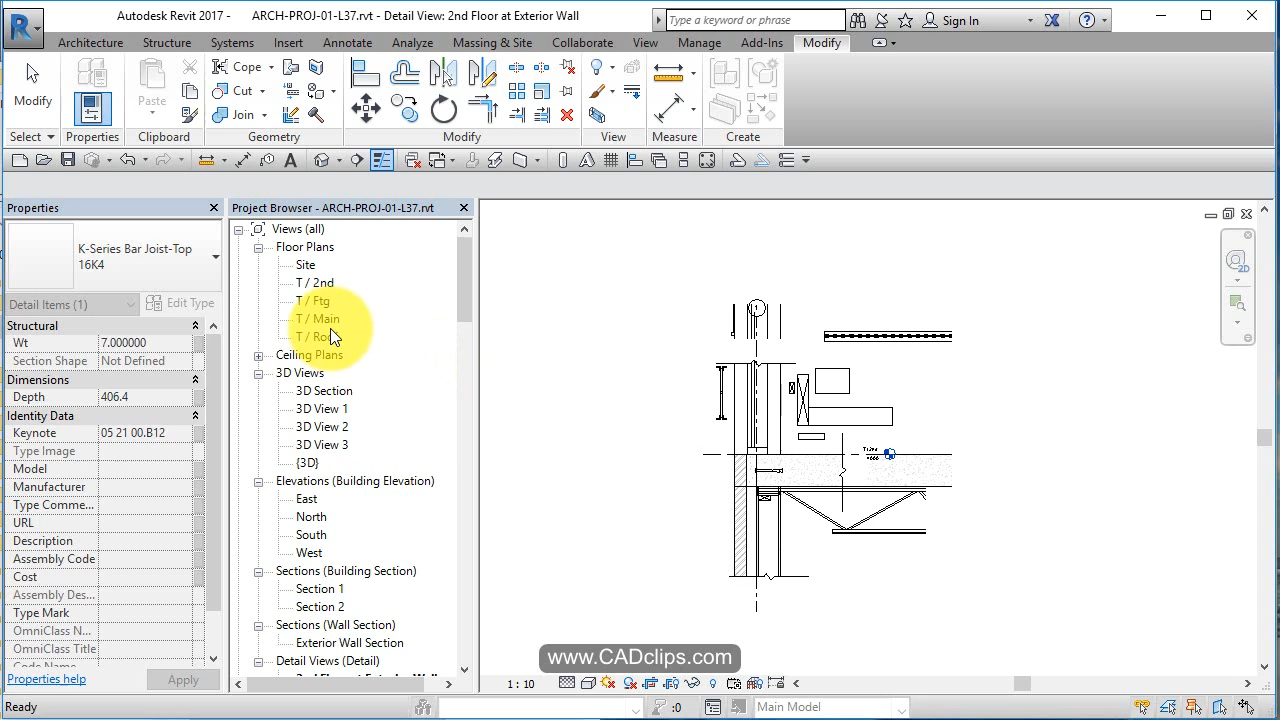 Autodesk Revit 2017 - ARCH-PROJ-01-L37.rvt - Detail View: 2nd Floor at Exterior Wall
Type a keyword or phrase
Sign In
Architecture Structure Systems Insert Annotate Analyze Massing & Site Collaborate View Manage Add-Ins Modify
Modify
Properties
Paste
Cope
Cut
Join
Select Properties Clipboard Geometry Modify View Measure Create
Properties
K-Series Bar Joist-Top
16K4
Detail Items (1) Edit Type
Structural
Wt 7.000000
Section Shape Not Defined
Dimensions
Depth 406.4
Identity Data
Keynote 05 21 00.B12
Type Image
Model
Manufacturer
Type Comme...
URL
Description
Assembly Code
Cost
Assembly Des...
Type Mark
OmniClass N...
OmniClass Title
Code Name
Properties help Apply
Project Browser - ARCH-PROJ-01-L37.rvt
Views (all)
Floor Plans
Site
T / 2nd
T / Ftg
T / Main
Ceiling Plans
3D Views
3D Section
3D View 1
3D View 2
3D View 3
{3D}
Elevations (Building Elevation)
East
North
South
West
Sections (Building Section)
Section 1
Section 2
Sections (Wall Section)
Exterior Wall Section
Detail Views (Detail)
2D
www.CADclips.com
1 : 10
Ready
:0
Main Model